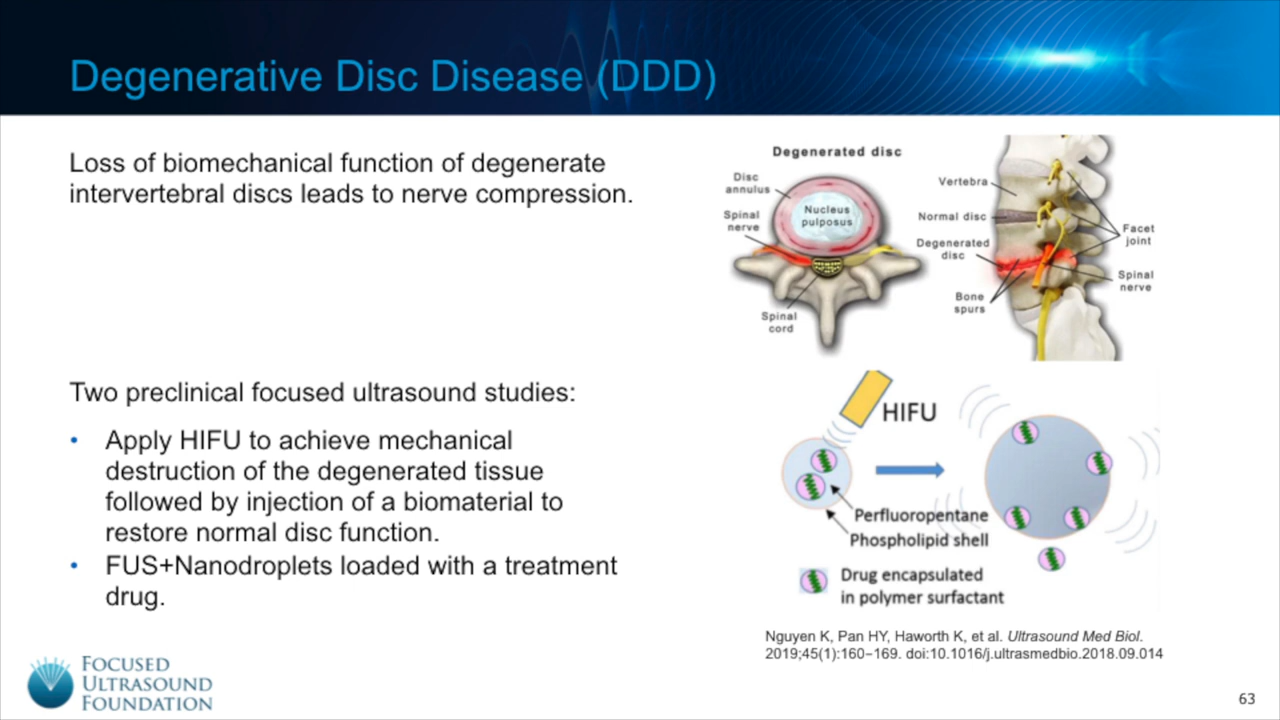 Degenerative Disc Disease (DDD)
Loss of biomechanical function of degenerate
intervertebral discs leads to nerve compression.
Degenerated disc
Disc
annulus
Nucleus
pulposus
Spinal
nerve
Spinal
cord
Vertebra
Normal disc
Degenerated
disc
Bone
spurs
Facet
joint
Spinal
nerve
Two preclinical focused ultrasound studies:
• Apply HIFU to achieve mechanical
destruction of the degenerated tissue
followed by injection of a biomaterial to
restore normal disc function.
• FUS+Nanodroplets loaded with a treatment
drug.
HIFU
Perfluoropentane
Phospholipid shell
Drug encapsulated
in polymer surfactant
Nguyen K, Pan HY, Haworth K, et al. Ultrasound Med Biol.
2019;45(1):160–169. doi:10.1016/j.ultrasmedbio.2018.09.014
FOCUSED
ULTRASOUND
FOUNDATION
63